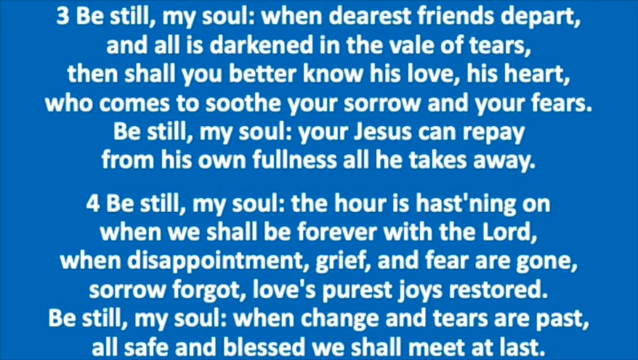 3 Be still, my soul: when dearest friends depart,
and all is darkened in the vale of tears,
then shall you better know his love, his heart,
who comes to soothe your sorrow and your fears.
Be still, my soul: your Jesus can repay
from his own fullness all he takes away.
4 Be still, my soul: the hour is hast'ning on
when we shall be forever with the Lord,
when disappointment, grief, and fear are gone,
sorrow forgot, love's purest joys restored.
Be still, my soul: when change and tears are past,
all safe and blessed we shall meet at last.